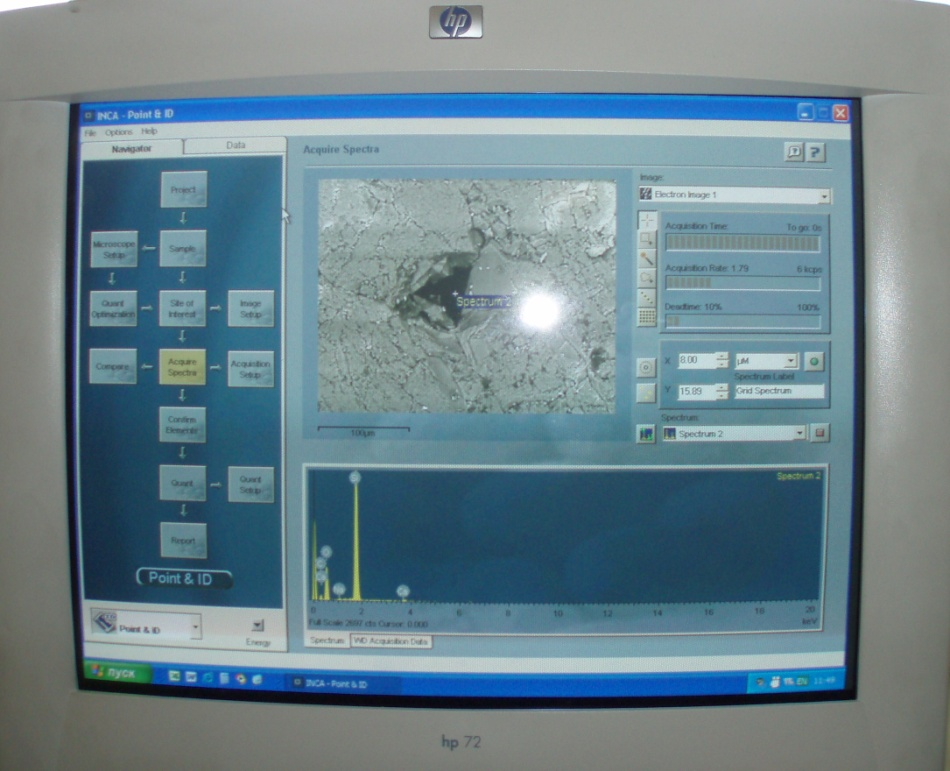 hp
INCA - Point & ID
File Options Help
Navigator Data
Acquire Spectra
Project
Microscope Setup
Sample
Quant Optimization
Site of Interest
Image Setup
Compare
Acquire Spectra
Acquisition Setup
Confirm Elements
Quant
Quant Setup
Report
Point & ID
Point & ID
Energy
Spectrum 2
100µm
Image:
Electron Image 1
Acquisition Time: To go: 0s
Acquisition Rate: 1.79 6 kcps
Deadtime: 10% 100%
X 8.00 µM
Spectrum Label
Y 15.89 Grid Spectrum
Spectrum:
Spectrum 2
Spectrum 2
0 2 4 6 8 10 12 14 16 18 20
Full Scale 2697 cts Cursor: 0.000 keV
Spectrum WD Acquisition Data
пуск INCA - Point & ID EN
hp 72